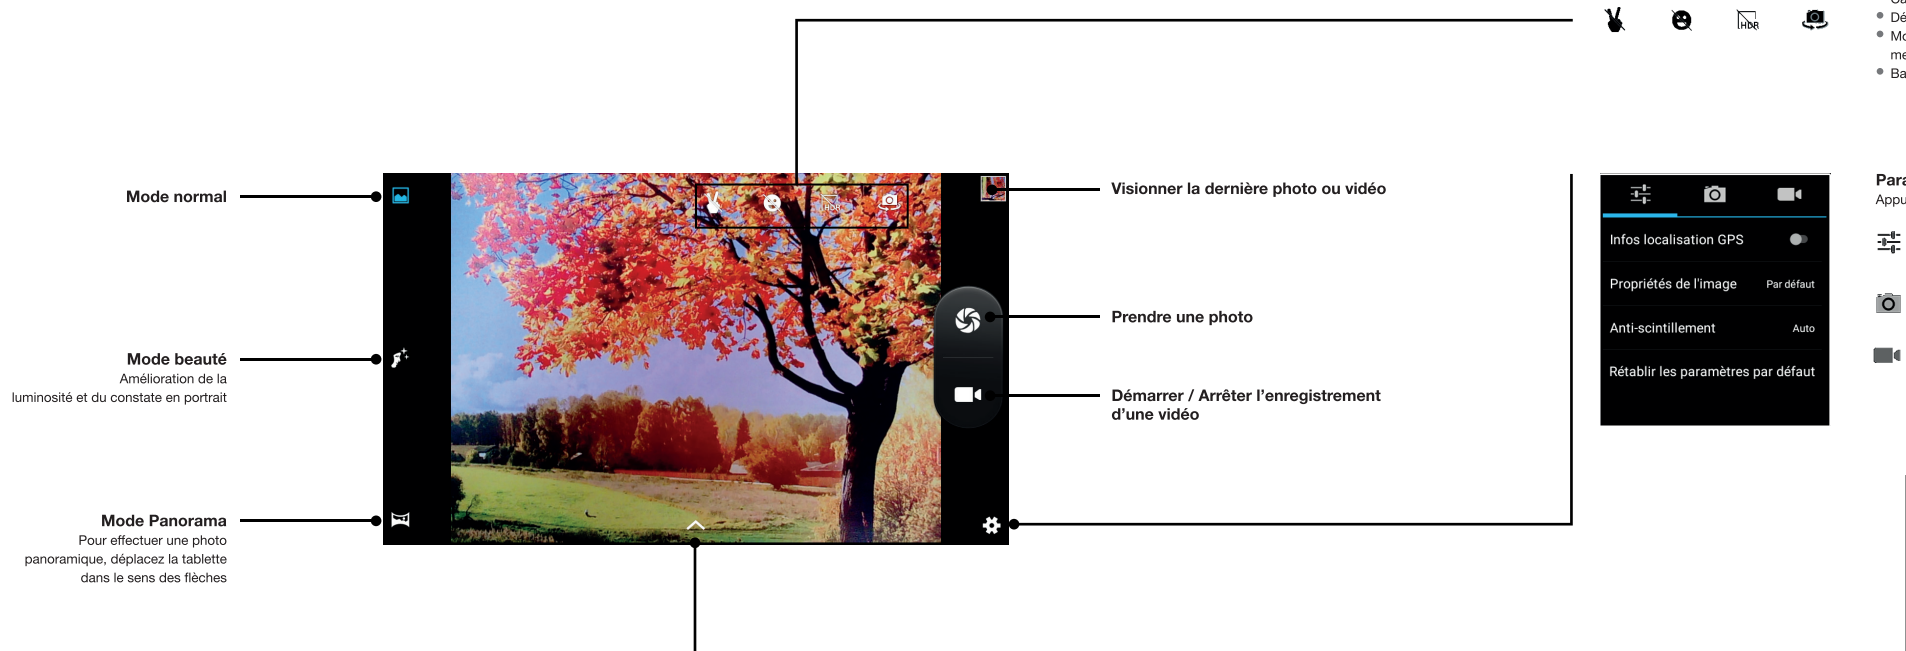 HDR
Mode normal
Visionner la dernière photo ou vidéo
HDR
Infos localisation GPS
Propriétés de l'image Par défaut
Anti-scintillement Auto
Rétablir les paramètres par défaut
Prendre une photo
Mode beauté
Amélioration de la
luminosité et du constate en portrait
Démarrer / Arrêter l’enregistrement
d’une vidéo
Mode Panorama
Pour effectuer une photo
panoramique, déplacez la tablette
dans le sens des flèches